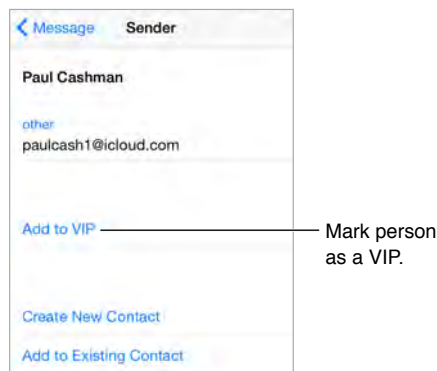 Message Sender
Paul Cashman
other
paulcash1@icloud.com
Add to VIP
Mark person
as a VIP.
Create New Contact
Add to Existing Contact